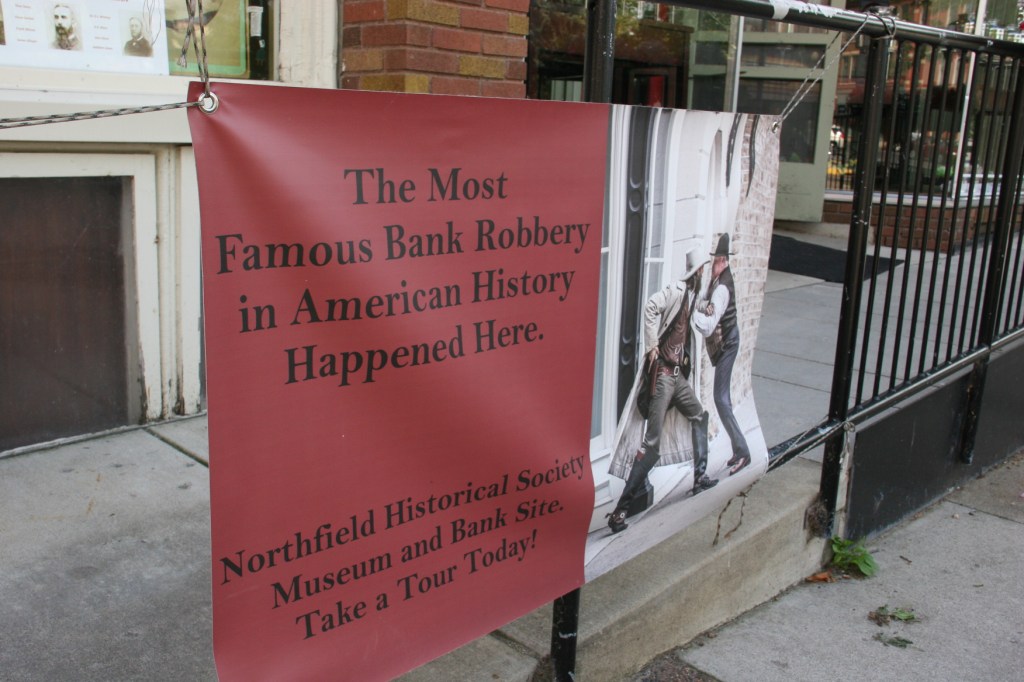 The Most
Famous Bank Robbery
in American History
Happened Here.
Northfield Historical Society
Museum and Bank Site.
Take a Tour Today!